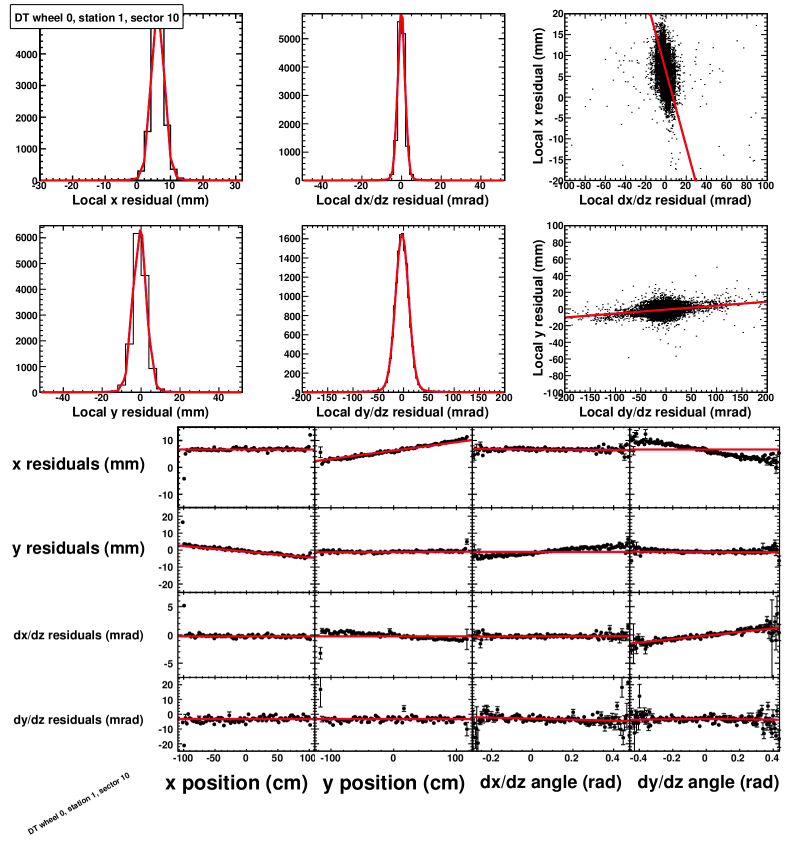 DT wheel 0, station 1, sector 10
4000
3000
2000
1000
0
-30 -20 -10 0 10 20 30
Local x residual (mm)
5000
4000
3000
2000
1000
0
-40 -20 0 20 40
Local dx/dz residual (mrad)
Local x residual (mm)
20
15
10
5
0
-5
-10
-15
-20
-100 -80 -60 -40 -20 0 20 40 60 80 100
Local dx/dz residual (mrad)
6000
5000
4000
3000
2000
1000
0
-40 -20 0 20 40
Local y residual (mm)
1600
1400
1200
1000
800
600
400
200
0
-200 -150 -100 -50 0 50 100 150 200
Local dy/dz residual (mrad)
Local y residual (mm)
100
80
60
40
20
0
-20
-40
-60
-80
-100
-200 -150 -100 -50 0 50 100 150 200
Local dy/dz residual (mrad)
x residuals (mm)
10
0
-10
y residuals (mm)
20
10
0
-10
-20
dx/dz residuals (mrad)
5
0
-5
dy/dz residuals (mrad)
20
10
0
-10
-20
-100 -50 0 50 100
-100 0 100
-0.2 0 0.2 0.4
-0.4 -0.2 0 0.2 0.4
x position (cm) y position (cm) dx/dz angle (rad) dy/dz angle (rad)
DT wheel 0, station 1, sector 10